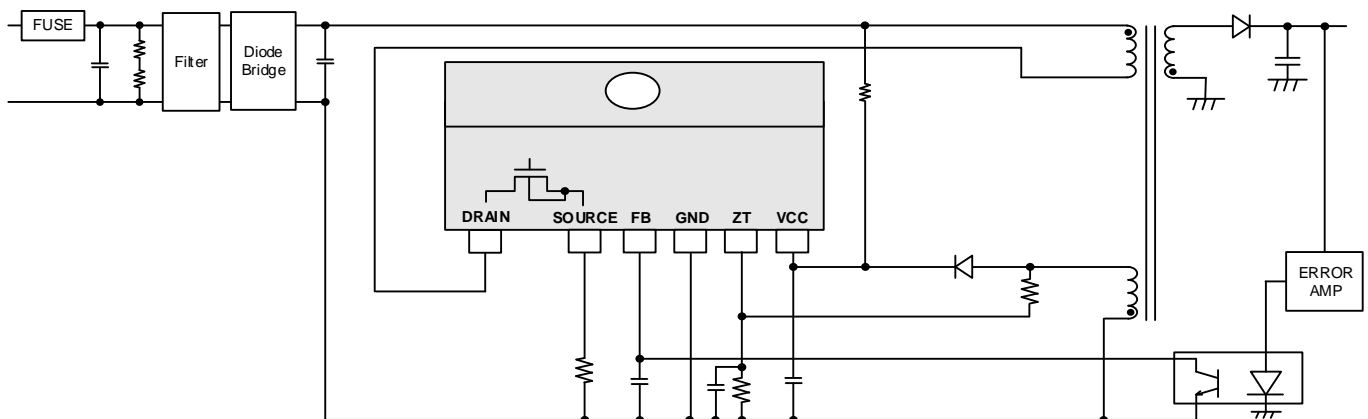 FUSE
Filter
Diode
Bridge
DRAIN
SOURCE
FB
GND
ZT
VCC
ERROR
AMP